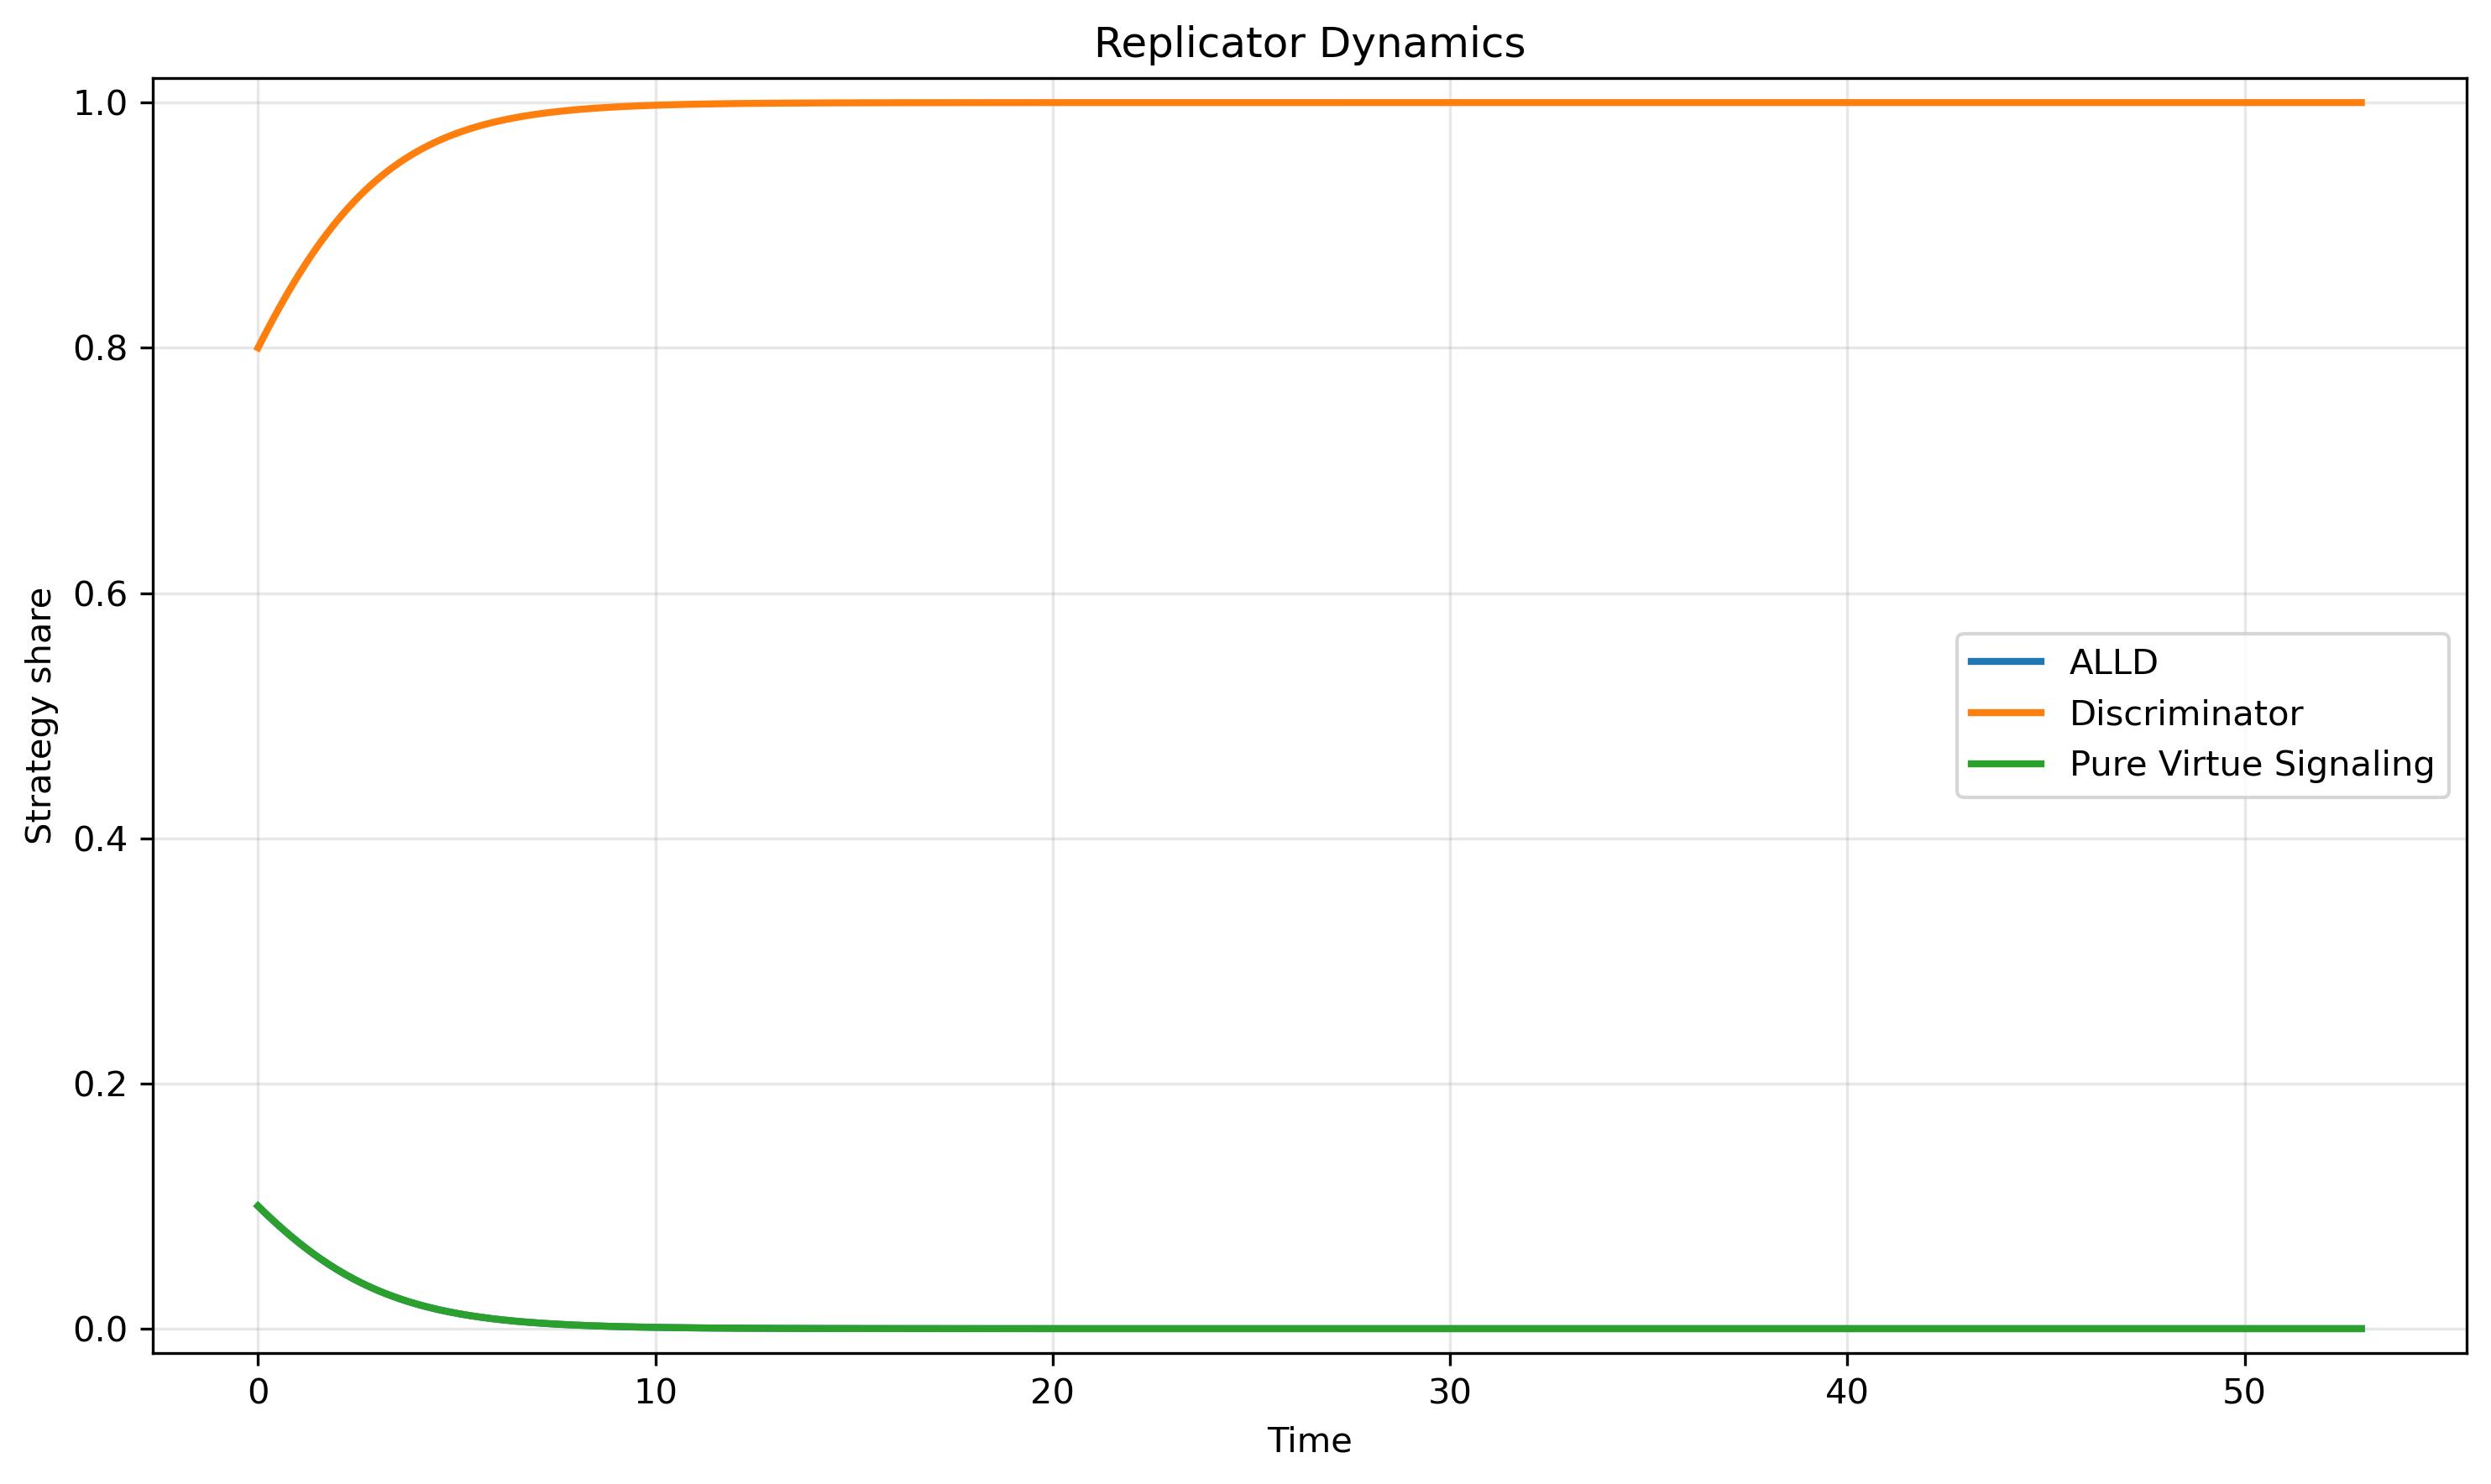 Replicator Dynamics
Strategy share
1.0
0.8
0.6
0.4
0.2
0.0
ALLD
Discriminator
Pure Virtue Signaling
0 10 20 30 40 50
Time